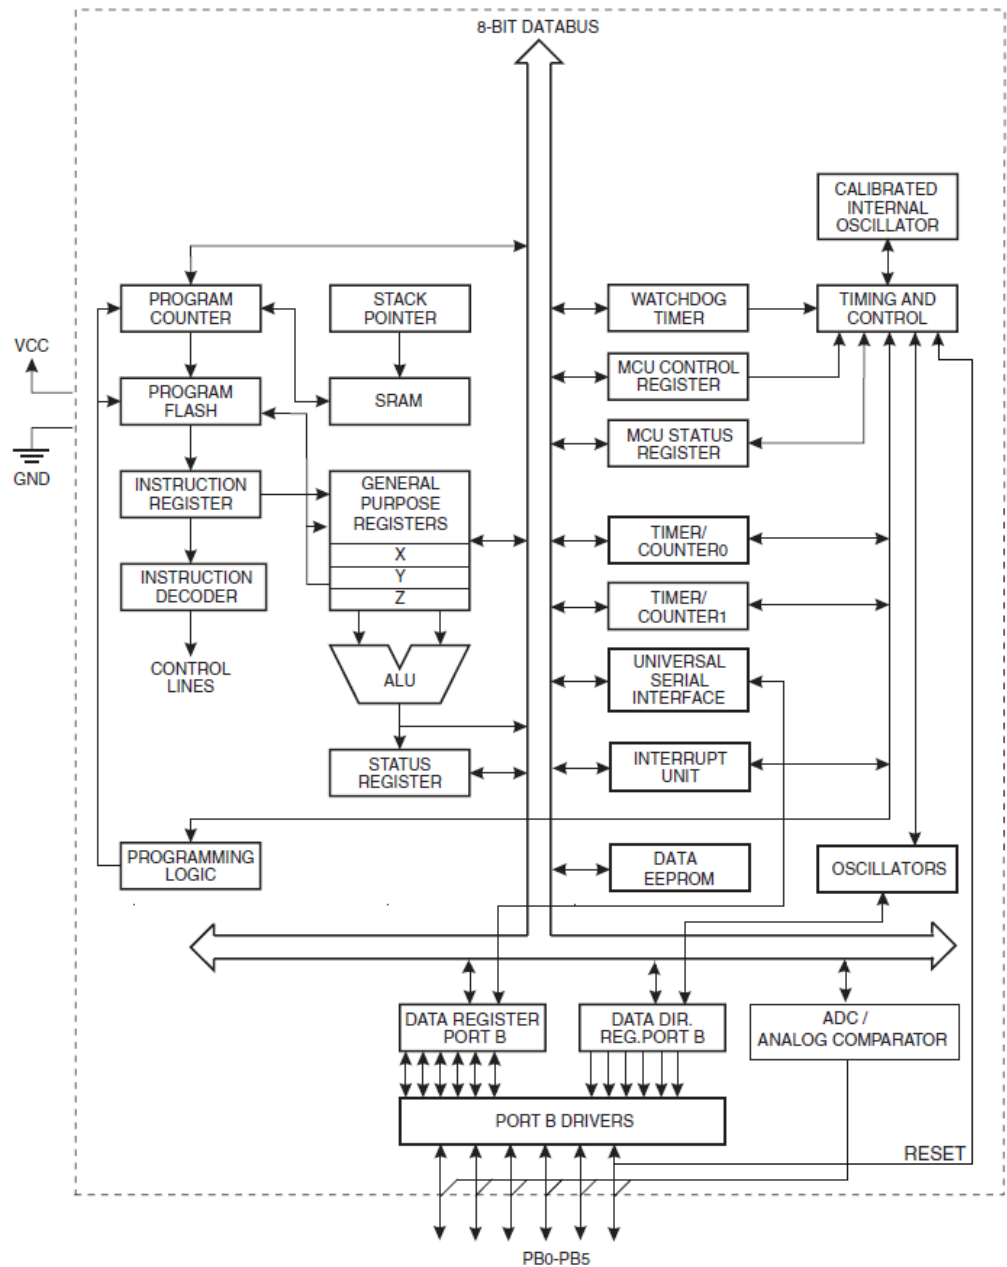 8-BIT DATABUS
CALIBRATED
INTERNAL
OSCILLATOR
PROGRAM
COUNTER
STACK
POINTER
WATCHDOG
TIMER
TIMING AND
CONTROL
VCC
PROGRAM
FLASH
SRAM
MCU CONTROL
REGISTER
MCU STATUS
REGISTER
GND
INSTRUCTION
REGISTER
GENERAL
PURPOSE
REGISTERS
X
Y
Z
TIMER/
COUNTER0
INSTRUCTION
DECODER
TIMER/
COUNTER1
CONTROL
LINES
ALU
UNIVERSAL
SERIAL
INTERFACE
STATUS
REGISTER
INTERRUPT
UNIT
PROGRAMMING
LOGIC
DATA
EEPROM
OSCILLATORS
DATA REGISTER
PORT B
DATA DIR.
REG.PORT B
ADC /
ANALOG COMPARATOR
PORT B DRIVERS
RESET
PB0-PB5